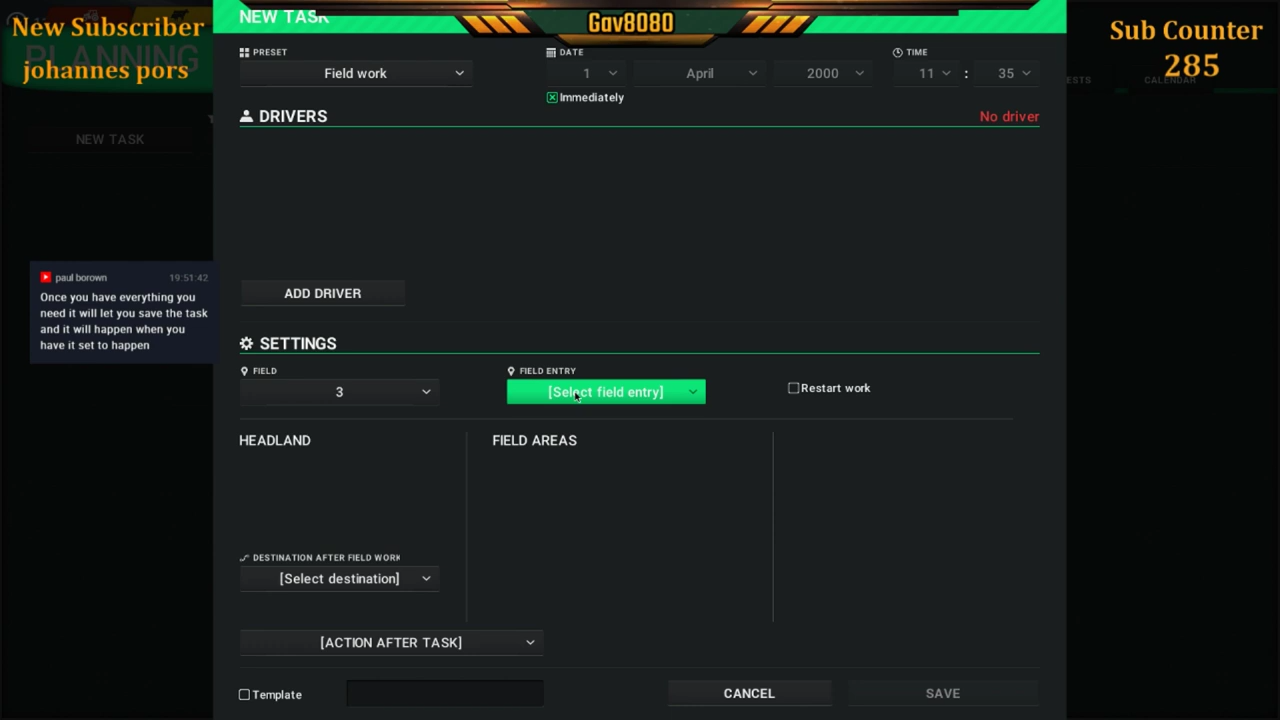 New Subscriber
johannes pors
Gav8080
Sub Counter
285
PLANNING
NEW TASK
CALENDAR
NEW TASK
PRESET
Field work
DATE
1
April
2000
TIME
11 : 35
Immediately
DRIVERS
No driver
ADD DRIVER
paul borown 19:51:42
Once you have everything you
need it will let you save the task
and it will happen when you
have it set to happen
SETTINGS
FIELD
3
FIELD ENTRY
[Select field entry]
Restart work
HEADLAND
FIELD AREAS
DESTINATION AFTER FIELD WORK
[Select destination]
[ACTION AFTER TASK]
Template
CANCEL
SAVE